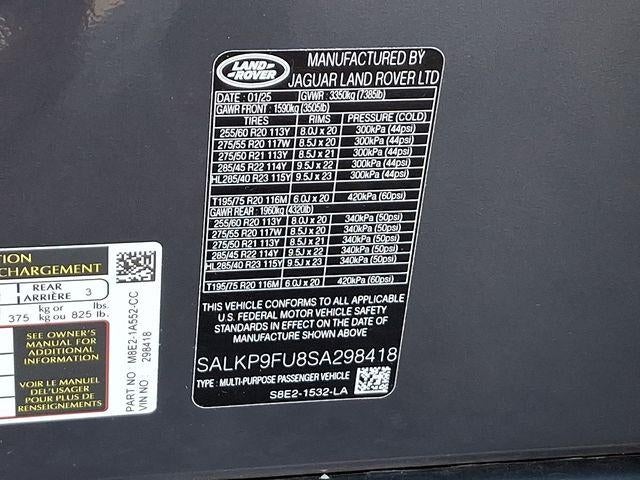 LAND
ROVER
MANUFACTURED BY
JAGUAR LAND ROVER LTD
DATE : 01/25 GVWR : 3350kg (7385lb)
GAWR FRONT : 1590kg (3505lb)
TIRES RIMS PRESSURE (COLD)
255/60 R20 113Y 8.0J x 20 300kPa (44psi)
275/55 R20 117W 8.5J x 20 300kPa (44psi)
275/50 R21 113Y 8.5J x 21 300kPa (44psi)
285/45 R22 114Y 9.5J x 22 300kPa (44psi)
HL285/40 R23 115Y 9.5J x 23 300kPa (44psi)
T195/75 R20 116M 6.0J x 20 420kPa (60psi)
GAWR REAR : 1960kg (4320lb)
255/60 R20 113Y 8.0J x 20 340kPa (50psi)
275/55 R20 117W 8.5J x 20 340kPa (50psi)
275/50 R21 113Y 8.5J x 21 340kPa (50psi)
285/45 R22 114Y 9.5J x 22 340kPa (50psi)
HL285/40 R23 115Y 9.5J x 23 340kPa (50psi)
T195/75 R20 116M 6.0J x 20 420kPa (60psi)
THIS VEHICLE CONFORMS TO ALL APPLICABLE
U.S. FEDERAL MOTOR VEHICLE SAFETY
STANDARDS IN EFFECT ON THE DATE OF
MANUFACTURE SHOWN ABOVE
SALKP9FU8SA298418
TYPE : MULTI-PURPOSE PASSENGER VEHICLE
S8E2-1532-LA
TION
CHARGEMENT
REAR
ARRIÈRE 3
kg or lbs.
375 kg ou 825 lb.
SEE OWNER'S
MANUAL FOR
ADDITIONAL
INFORMATION
VOIR LE MANUEL
DE L'USAGER
POUR PLUS DE
RENSEIGNEMENTS
PART NO M8E2-1A552-CC
VIN NO 298418